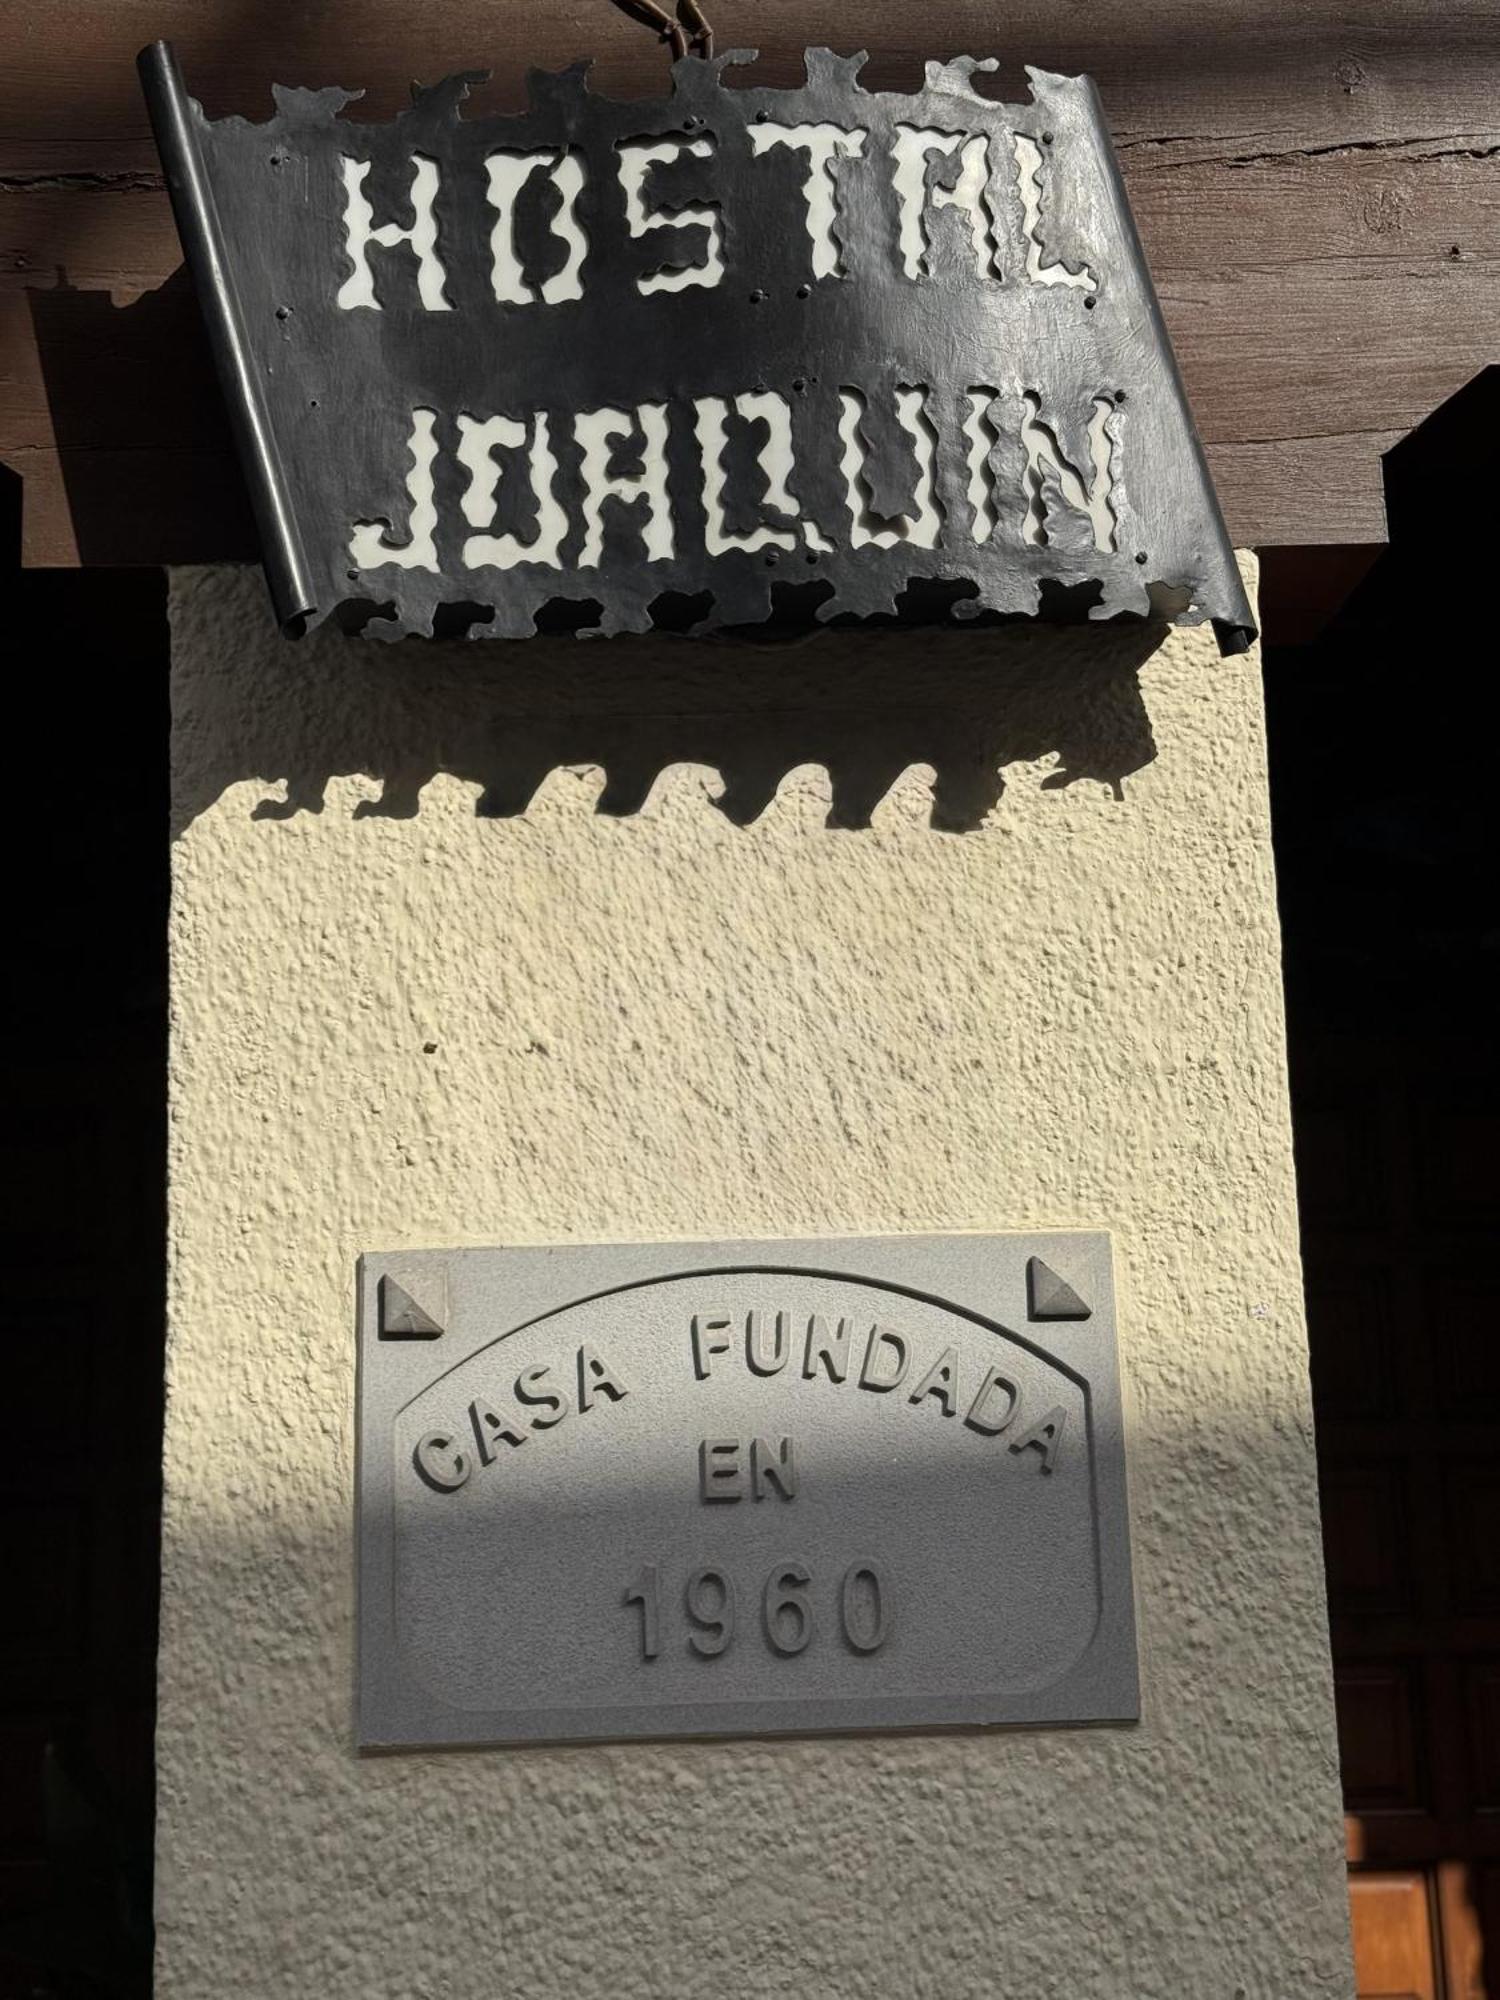 HOSTAL
JOAQUIN
CASA FUNDADA
EN
1960